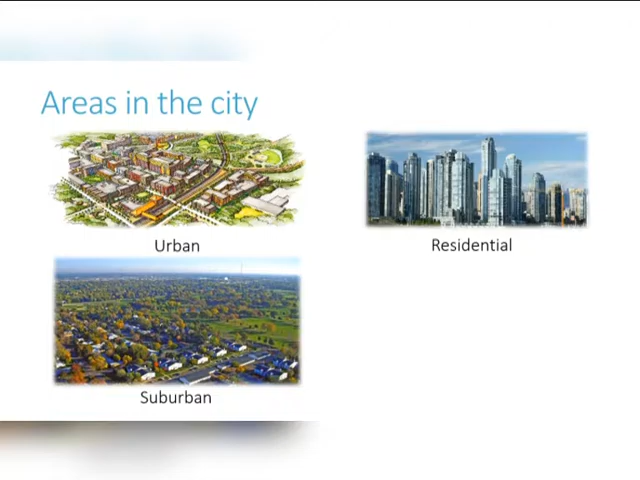 Areas in the city
Urban
Residential
Suburban